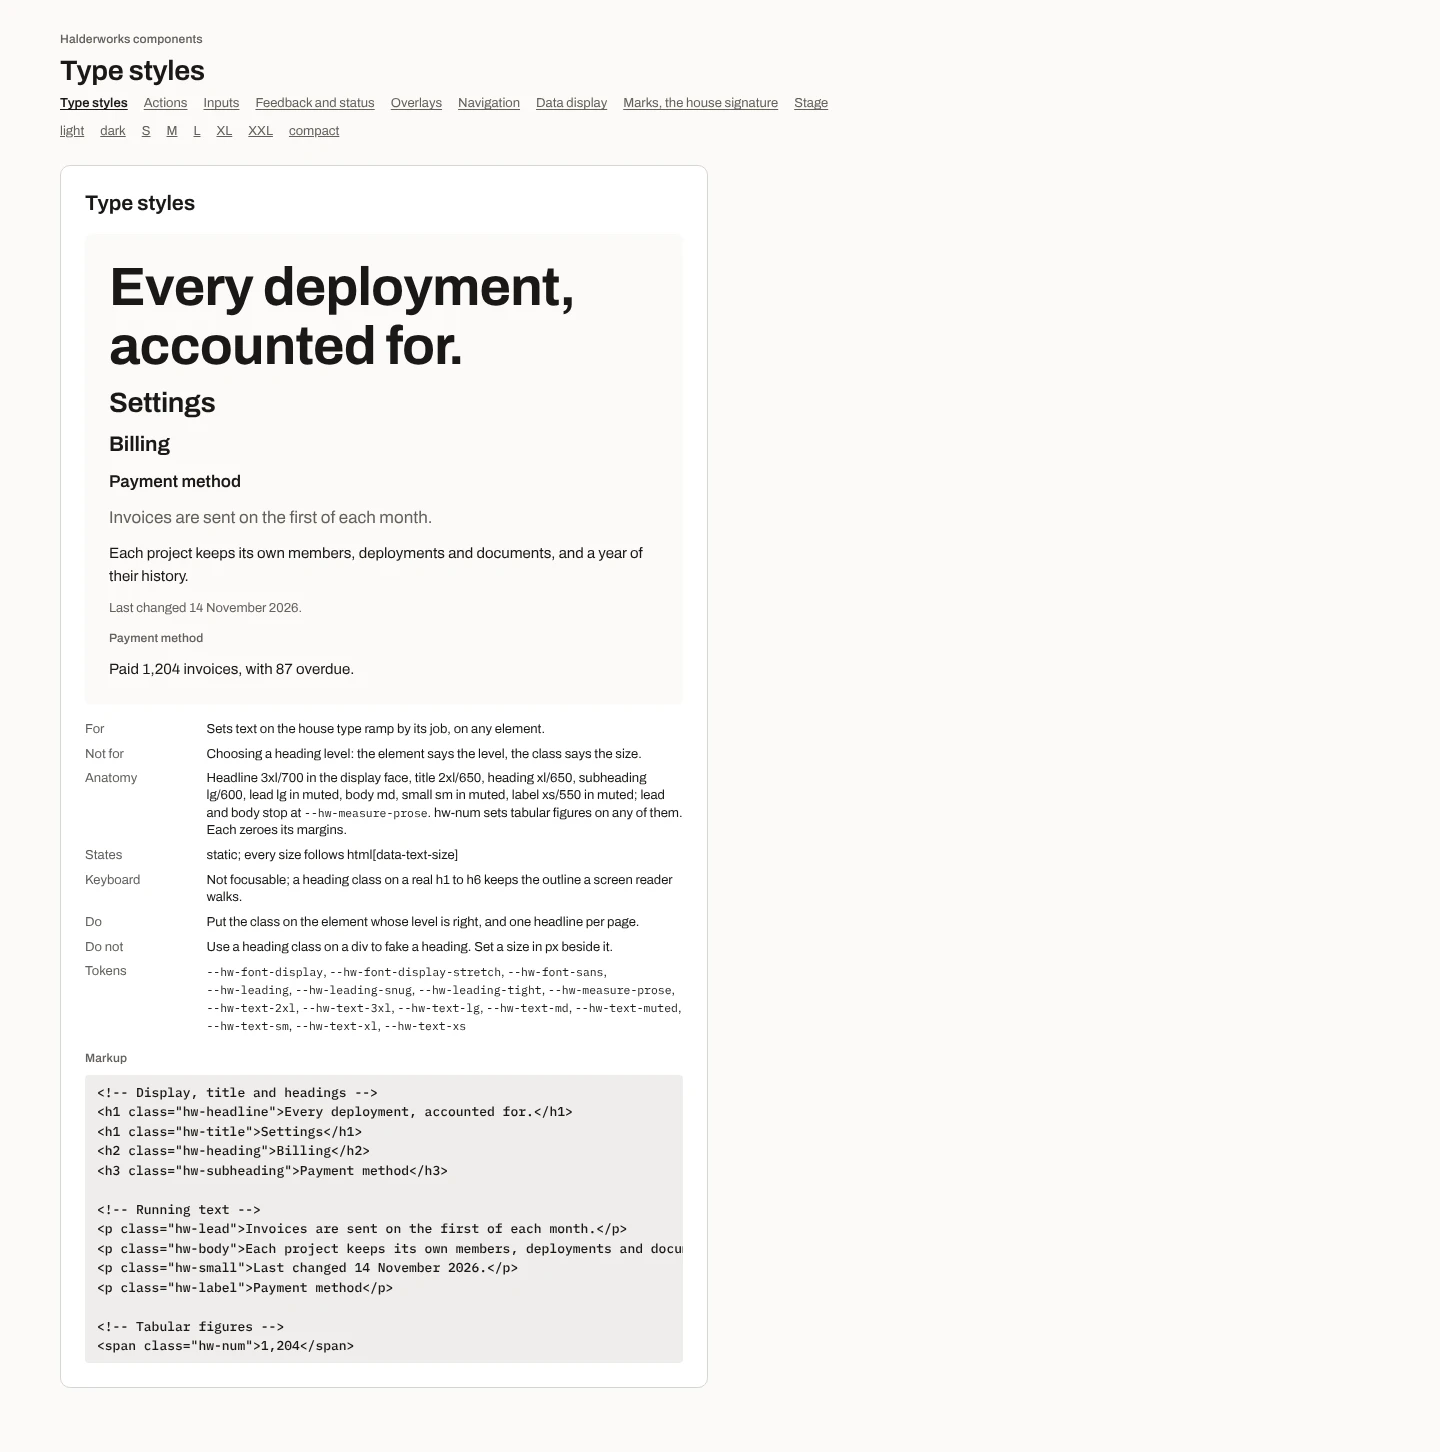 Halderworks components
Type styles
Type styles Actions Inputs Feedback and status Overlays Navigation Data display Marks, the house signature Stage
light dark S M L XL XXL compact
Type styles
Every deployment,
accounted for.
Settings
Billing
Payment method
Invoices are sent on the first of each month.
Each project keeps its own members, deployments and documents, and a year of
their history.
Last changed 14 November 2026.
Payment method
Paid 1,204 invoices, with 87 overdue.
For Sets text on the house type ramp by its job, on any element.
Not for Choosing a heading level: the element says the level, the class says the size.
Anatomy Headline 3xl/700 in the display face, title 2xl/650, heading xl/650, subheading
lg/600, lead lg in muted, body md, small sm in muted, label xs/550 in muted; lead
and body stop at --hw-measure-prose. hw-num sets tabular figures on any of them.
Each zeroes its margins.
States static; every size follows html[data-text-size]
Keyboard Not focusable; a heading class on a real h1 to h6 keeps the outline a screen reader
walks.
Do Put the class on the element whose level is right, and one headline per page.
Do not Use a heading class on a div to fake a heading. Set a size in px beside it.
Tokens --hw-font-display, --hw-font-display-stretch, --hw-font-sans,
--hw-leading, --hw-leading-snug, --hw-leading-tight, --hw-measure-prose,
--hw-text-2xl, --hw-text-3xl, --hw-text-lg, --hw-text-md, --hw-text-muted,
--hw-text-sm, --hw-text-xl, --hw-text-xs
Markup
<!-- Display, title and headings -->
<h1 class="hw-headline">Every deployment, accounted for.</h1>
<h1 class="hw-title">Settings</h1>
<h2 class="hw-heading">Billing</h2>
<h3 class="hw-subheading">Payment method</h3>
<!-- Running text -->
<p class="hw-lead">Invoices are sent on the first of each month.</p>
<p class="hw-body">Each project keeps its own members, deployments and docu
<p class="hw-small">Last changed 14 November 2026.</p>
<p class="hw-label">Payment method</p>
<!-- Tabular figures -->
<span class="hw-num">1,204</span>